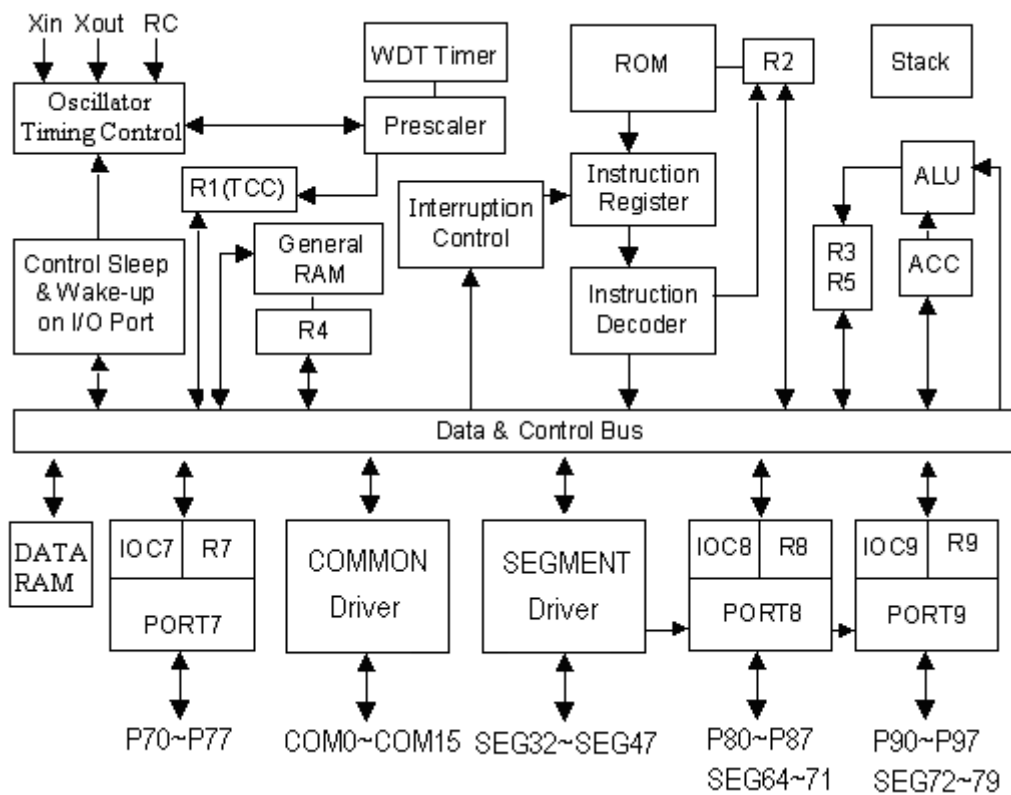 Xin Xout RC
WDT Timer
ROM
R2
Stack
Oscillator
Timing Control
Prescaler
R1(TCC)
Interruption
Control
Instruction
Register
ALU
General
RAM
R3
R5
ACC
Control Sleep
& Wake-up
on I/O Port
R4
Instruction
Decoder
Data & Control Bus
DATA
RAM
IOC7 R7
PORT7
COMMON
Driver
SEGMENT
Driver
IOC8 R8
PORT8
IOC9 R9
PORT9
P70~P77
COM0~COM15
SEG32~SEG47
P80~P87
SEG64~71
P90~P97
SEG72~79